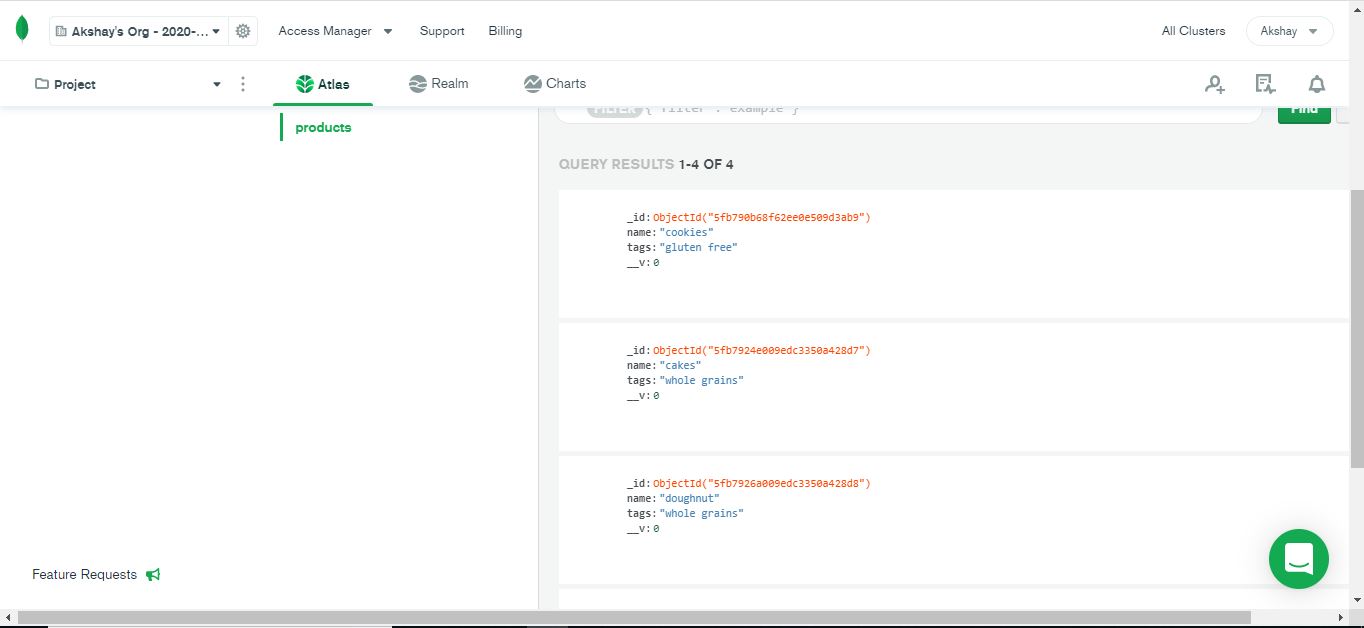 Akshay's Org - 2020-... Access Manager Support Billing All Clusters Akshay
Project Atlas Realm Charts
products
FILTER { "filter" : "example" } Find
QUERY RESULTS 1-4 OF 4
_id: ObjectId("5fb790b68f62ee0e509d3ab9")
name: "cookies"
tags: "gluten free"
__v: 0
_id: ObjectId("5fb7924e009edc3350a428d7")
name: "cakes"
tags: "whole grains"
__v: 0
_id: ObjectId("5fb7926a009edc3350a428d8")
name: "doughnut"
tags: "whole grains"
__v: 0
Feature Requests